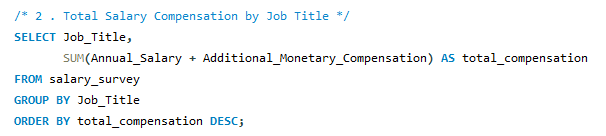 /* 2 . Total Salary Compensation by Job Title */
SELECT Job_Title,
SUM(Annual_Salary + Additional_Monetary_Compensation) AS total_compensation
FROM salary_survey
GROUP BY Job_Title
ORDER BY total_compensation DESC;